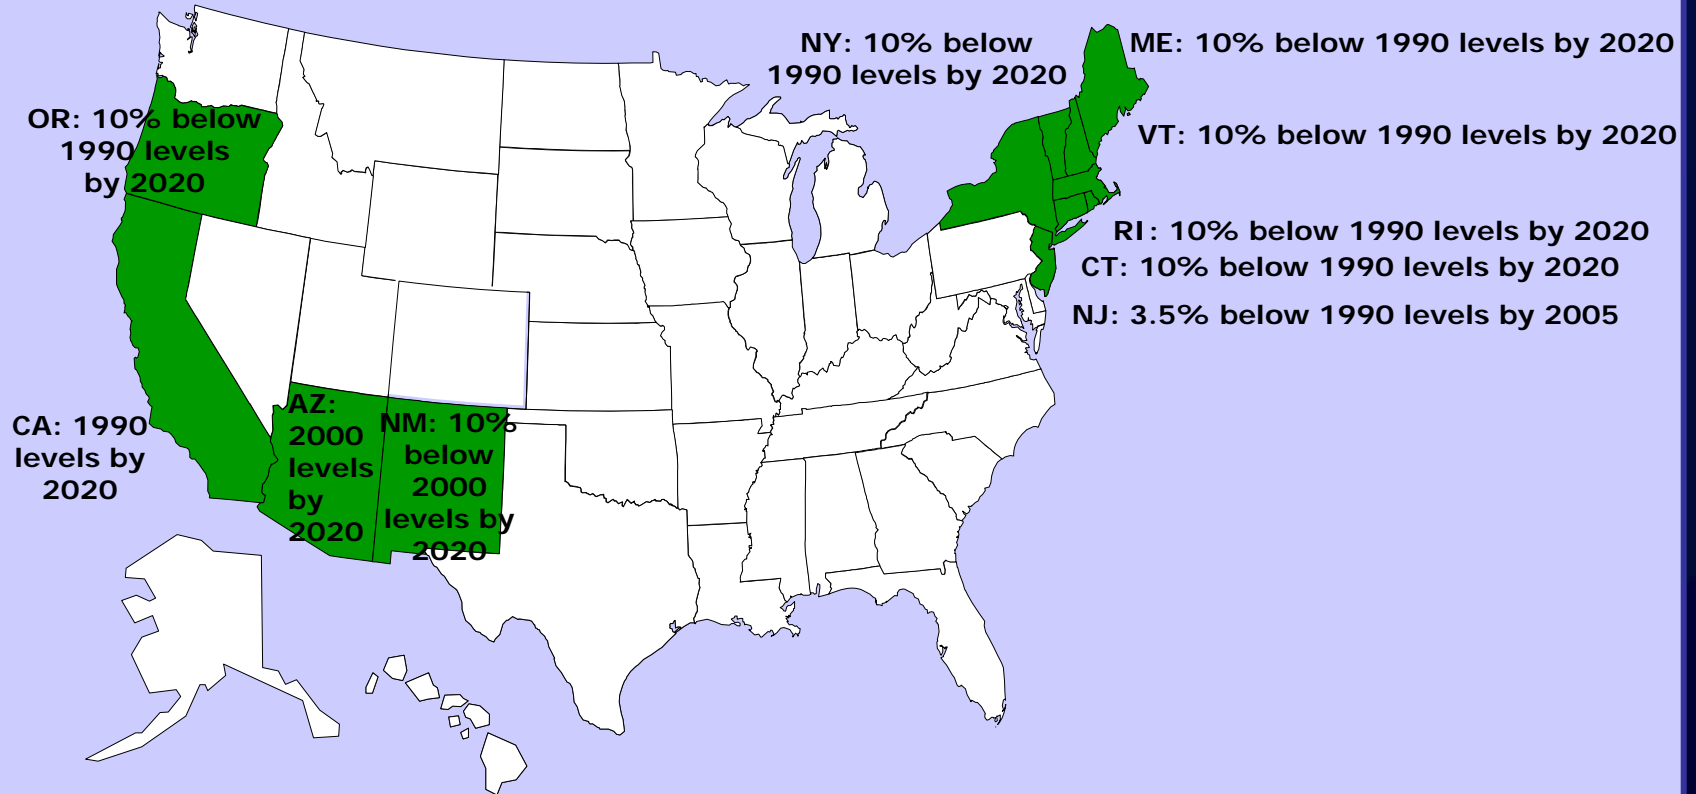 NY: 10% below
1990 levels by 2020
ME: 10% below 1990 levels by 2020
OR: 10% below
1990 levels
by 2020
VT: 10% below 1990 levels by 2020
RI: 10% below 1990 levels by 2020
CT: 10% below 1990 levels by 2020
NJ: 3.5% below 1990 levels by 2005
CA: 1990
levels by
2020
AZ:
2000
levels
by
2020
NM: 10%
below
2000
levels by
2020